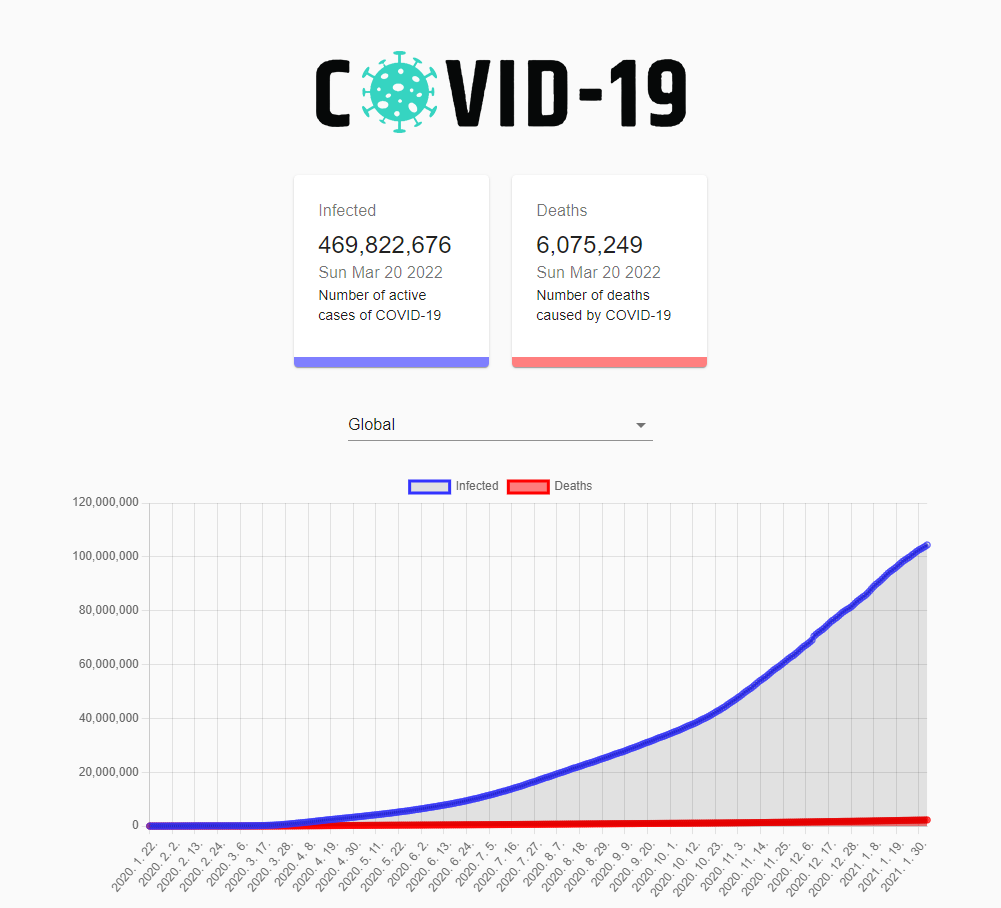 COVID-19
Infected
469,822,676
Sun Mar 20 2022
Number of active
cases of COVID-19
Deaths
6,075,249
Sun Mar 20 2022
Number of deaths
caused by COVID-19
Global
Infected
Deaths
120,000,000
100,000,000
80,000,000
60,000,000
40,000,000
20,000,000
0
2020. 1. 22.
2020. 2. 2.
2020. 2. 13.
2020. 2. 24.
2020. 3. 6.
2020. 3. 17.
2020. 3. 28.
2020. 4. 8.
2020. 4. 19.
2020. 4. 30.
2020. 5. 11.
2020. 5. 22.
2020. 6. 2.
2020. 6. 13.
2020. 6. 24.
2020. 7. 5.
2020. 7. 16.
2020. 7. 27.
2020. 8. 7.
2020. 8. 18.
2020. 8. 29.
2020. 9. 9.
2020. 9. 20.
2020. 10. 1.
2020. 10. 12.
2020. 10. 23.
2020. 11. 3.
2020. 11. 14.
2020. 11. 25.
2020. 12. 6.
2020. 12. 17.
2020. 12. 28.
2021. 1. 8.
2021. 1. 19.
2021. 1. 30.